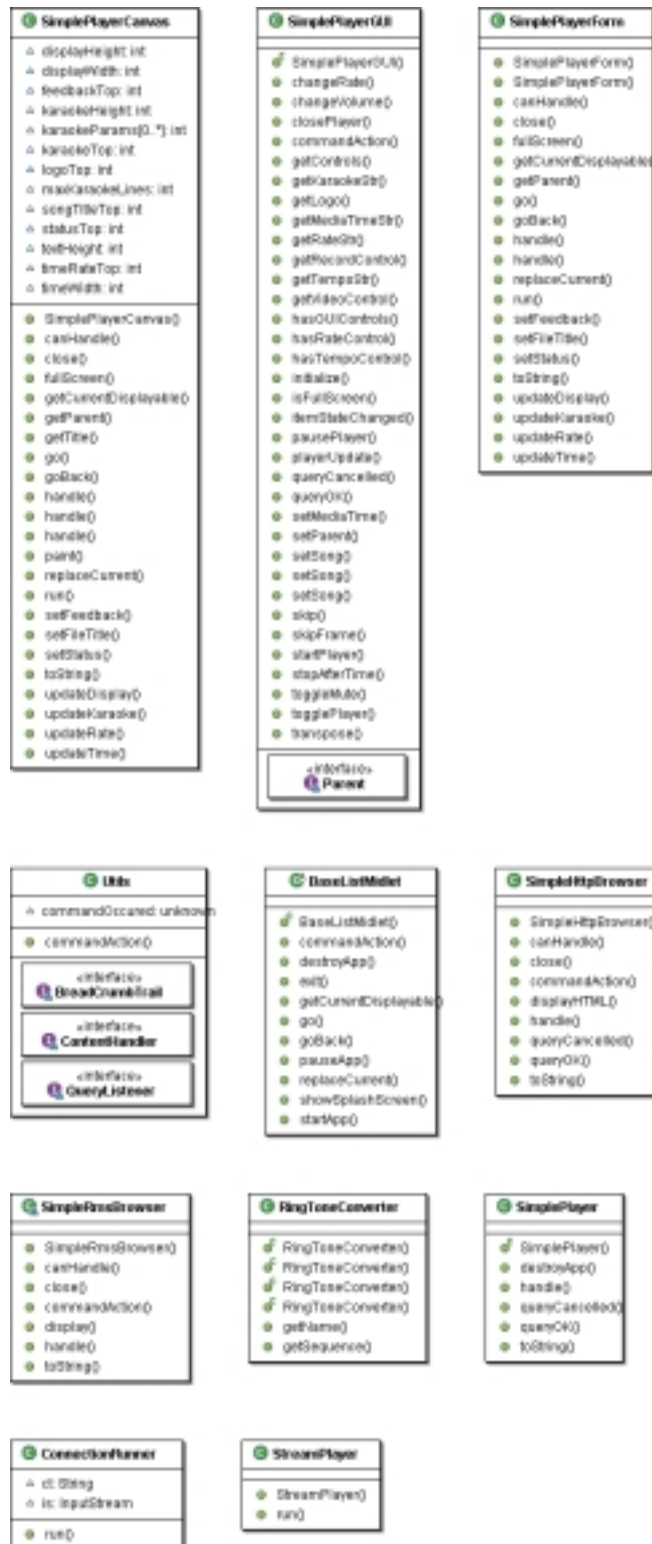 SimplePlayerCanvas
displayHeight: int
displayWidth: int
feedbackTop: int
karaokeHeight: int
karaokeParams[0..*]: int
karaokeTop: int
logoTop: int
maxKaraokeLines: int
songTitleTop: int
statusTop: int
textHeight: int
timeRateTop: int
timeWidth: int
SimplePlayerCanvas()
canHandle()
close()
fullScreen()
getCurrentDisplayable()
getParent()
getTitle()
go()
goBack()
handle()
handle()
handle()
paint()
replaceCurrent()
run()
setFeedback()
setFileTitle()
setStatus()
toString()
updateDisplay()
updateKaraoke()
updateRate()
updateTime()
SimplePlayerGUI
SimplePlayerGUI()
changeRate()
changeVolume()
closePlayer()
commandAction()
getControls()
getKaraokeStr()
getLogo()
getMediaTimeStr()
getRateStr()
getRecordControl()
getTempoStr()
getVideoControl()
hasGUIControls()
hasRateControl()
hasTempoControl()
initialize()
isFullScreen()
itemStateChanged()
pausePlayer()
playerUpdate()
queryCancelled()
queryOK()
setMediaTime()
setParent()
setSong()
setSong()
setSong()
skip()
skipFrame()
startPlayer()
stopAfterTime()
toggleMute()
togglePlayer()
transpose()
«interface»
Parent
SimplePlayerForm
SimplePlayerForm()
SimplePlayerForm()
canHandle()
close()
fullScreen()
getCurrentDisplayable
getParent()
go()
goBack()
handle()
handle()
replaceCurrent()
run()
setFeedback()
setFileTitle()
setStatus()
toString()
updateDisplay()
updateKaraoke()
updateRate()
updateTime()
Utils
commandOccured: unknown
commandAction()
«interface»
BreadCrumbTrail
«interface»
ContentHandler
«interface»
QueryListener
BaseListMidlet
BaseListMidlet()
commandAction()
destroyApp()
exit()
getCurrentDisplayable()
go()
goBack()
pauseApp()
replaceCurrent()
showSplashScreen()
startApp()
SimpleHttpBrowser
SimpleHttpBrowser()
canHandle()
close()
commandAction()
displayHTML()
handle()
queryCancelled()
queryOK()
toString()
SimpleRmsBrowser
SimpleRmsBrowser()
canHandle()
close()
commandAction()
display()
handle()
toString()
RingToneConverter
RingToneConverter()
RingToneConverter()
RingToneConverter()
RingToneConverter()
getName()
getSequence()
SimplePlayer
SimplePlayer()
destroyApp()
handle()
queryCancelled()
queryOK()
toString()
ConnectionRunner
ct: String
is: InputStream
run()
StreamPlayer
StreamPlayer()
run()